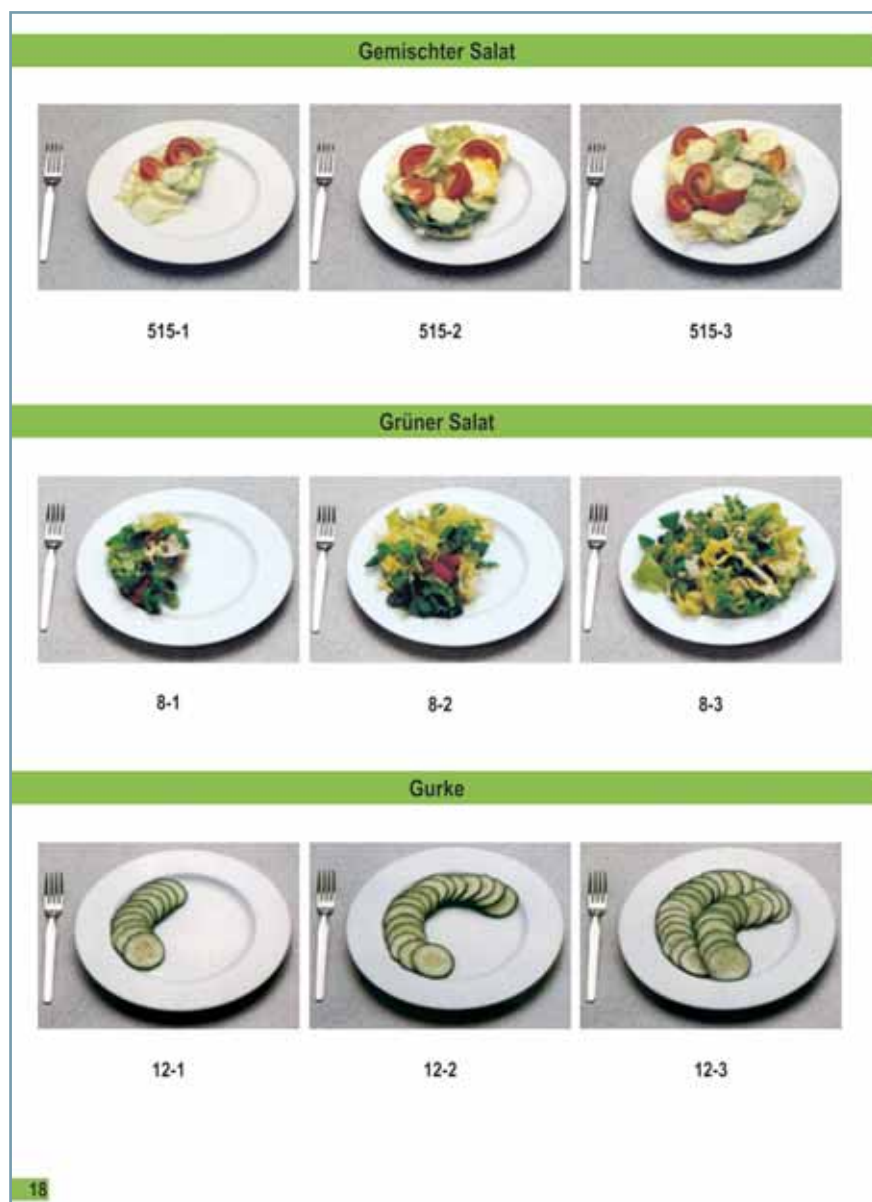 Gemischter Salat
515-1 515-2 515-3
Grüner Salat
8-1 8-2 8-3
Gurke
12-1 12-2 12-3
18